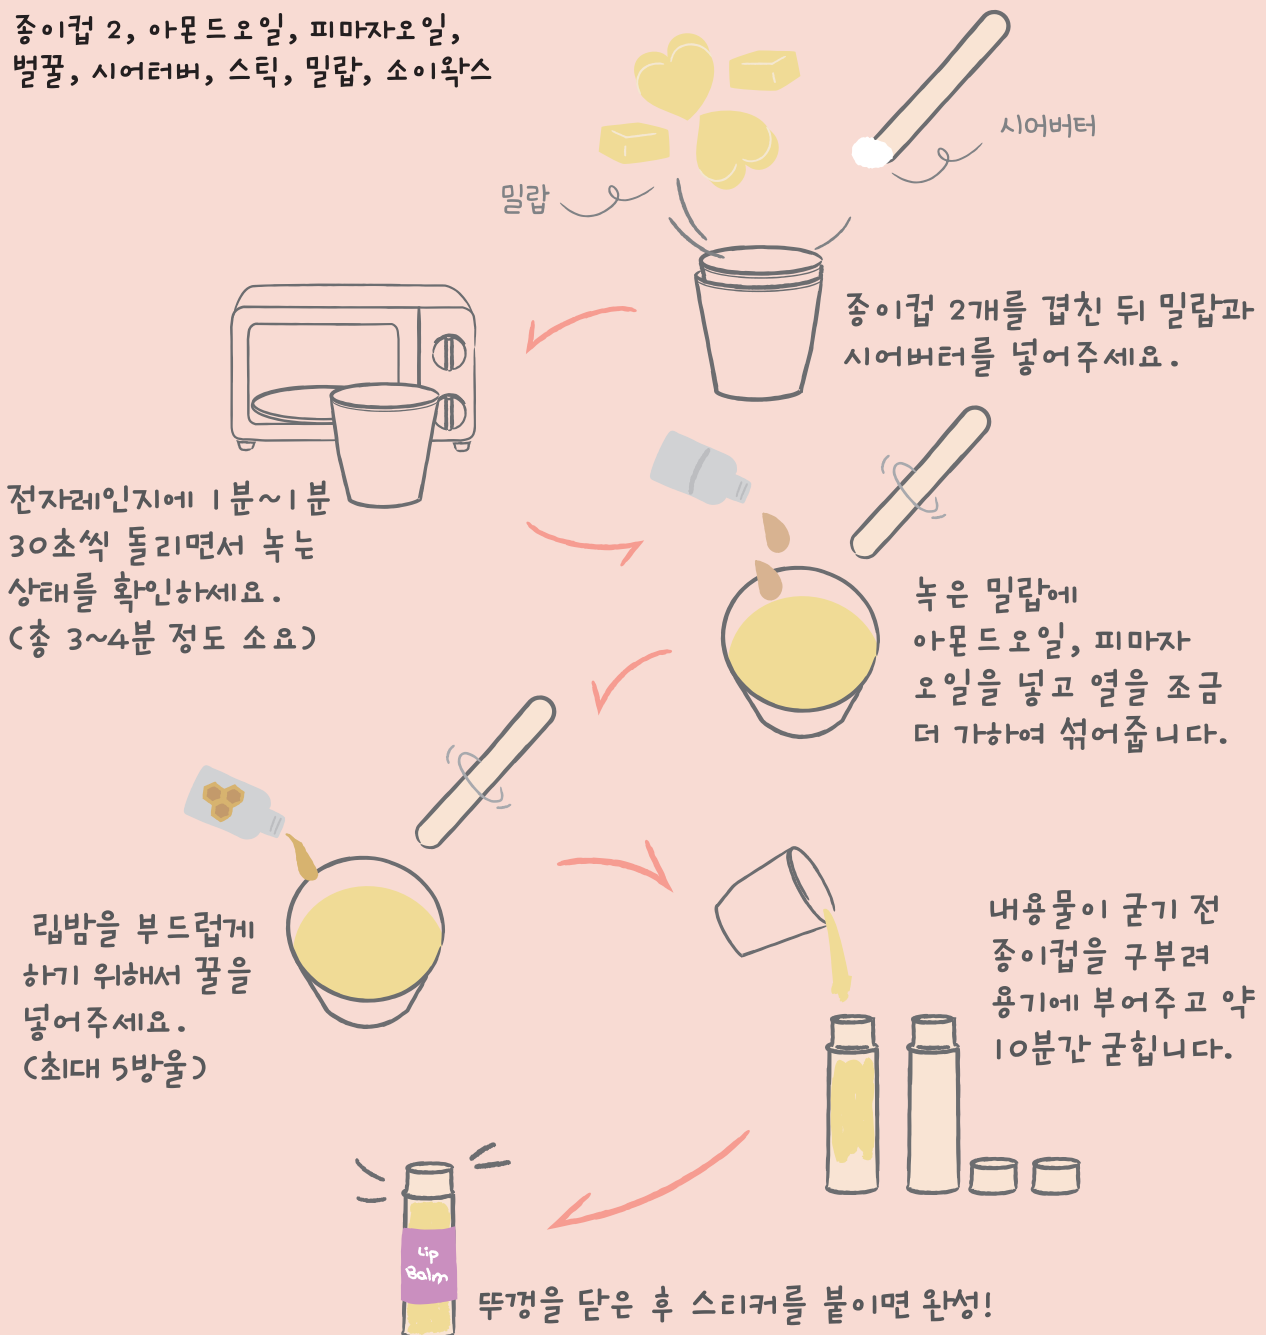 종이컵 2, 아몬드오일, 피마자오일,
벌꿀, 시어터버, 스틱, 밀랍, 소이왁스
시어버터
밀랍
종이컵 2개를 겹친 뒤 밀랍과
시어버터를 넣어주세요.
전자레인지에 1분~1분
30초씩 돌리면서 녹는
상태를 확인하세요.
(총 3~4분 정도 소요)
녹은 밀랍에
아몬드오일, 피마자
오일을 넣고 열을 조금
더 가하여 섞어줍니다.
립밤을 부드럽게
하기 위해서 꿀을
넣어주세요.
(최대 5방울)
내용물이 굳기 전
종이컵을 구부려
용기에 부어주고 약
10분간 굳힙니다.
Lip
Balm
뚜껑을 닫은 후 스티커를 붙이면 완성!